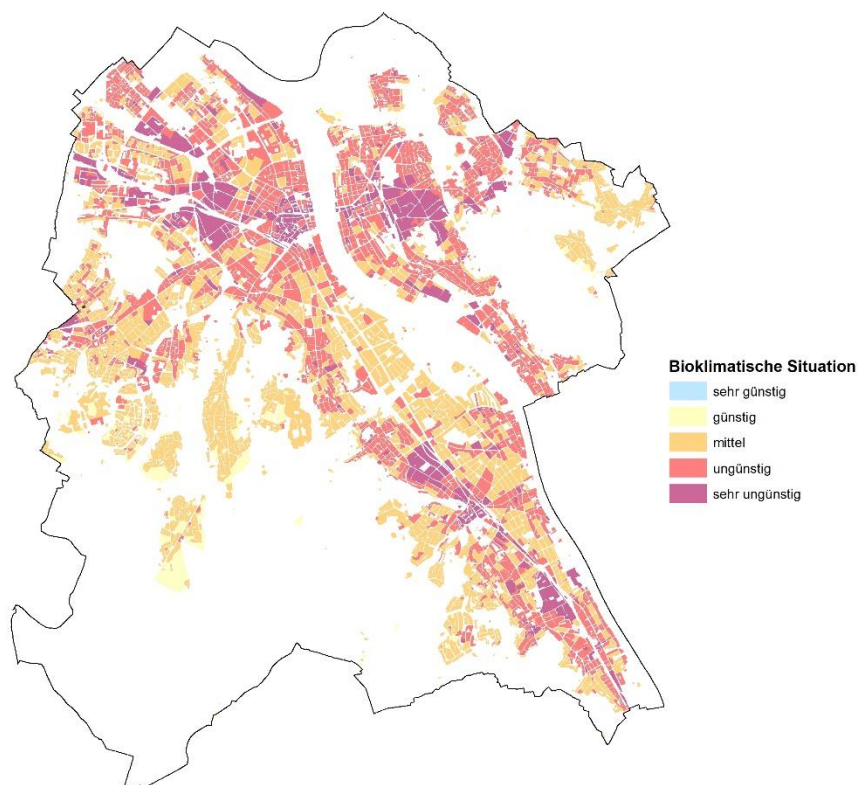 Bioklimatische Situation
sehr günstig
günstig
mittel
ungünstig
sehr ungünstig